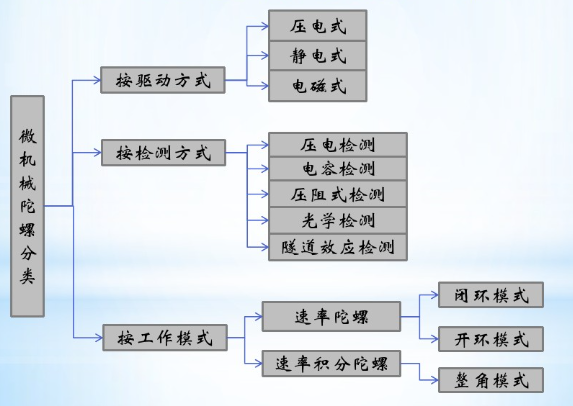 微机械陀螺分类
按驱动方式
压电式
静电式
电磁式
按检测方式
压电检测
电容检测
压阻式检测
光学检测
隧道效应检测
按工作模式
速率陀螺
闭环模式
开环模式
速率积分陀螺
整角模式